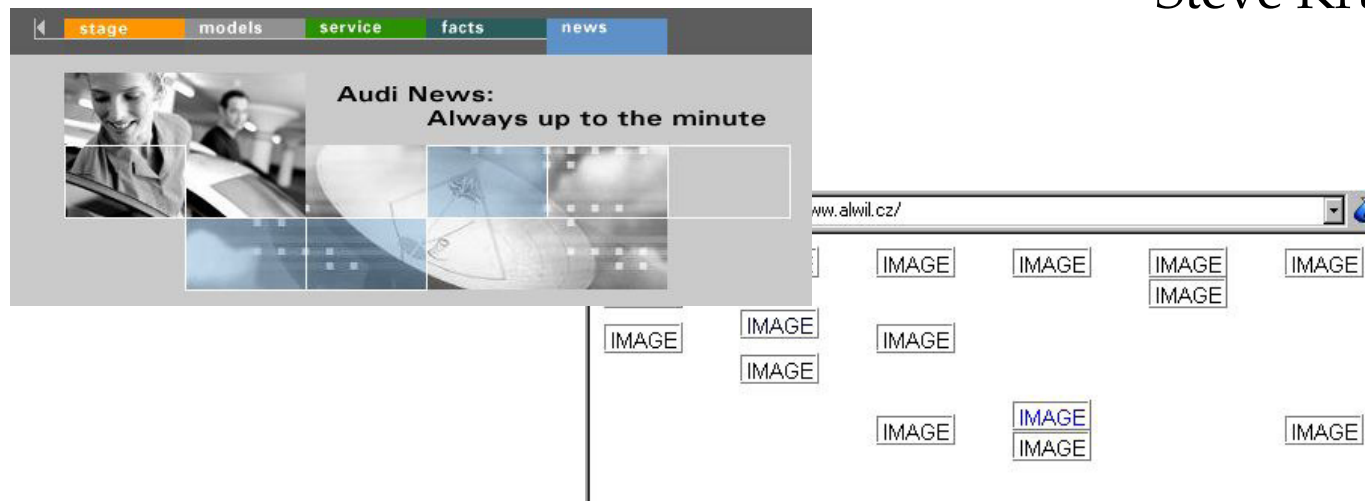 Steve
stage models service facts news
Audi News:
Always up to the minute
ww.alwil.cz/
IMAGE IMAGE IMAGE IMAGE
IMAGE
IMAGE IMAGE IMAGE
IMAGE
IMAGE IMAGE IMAGE
IMAGE